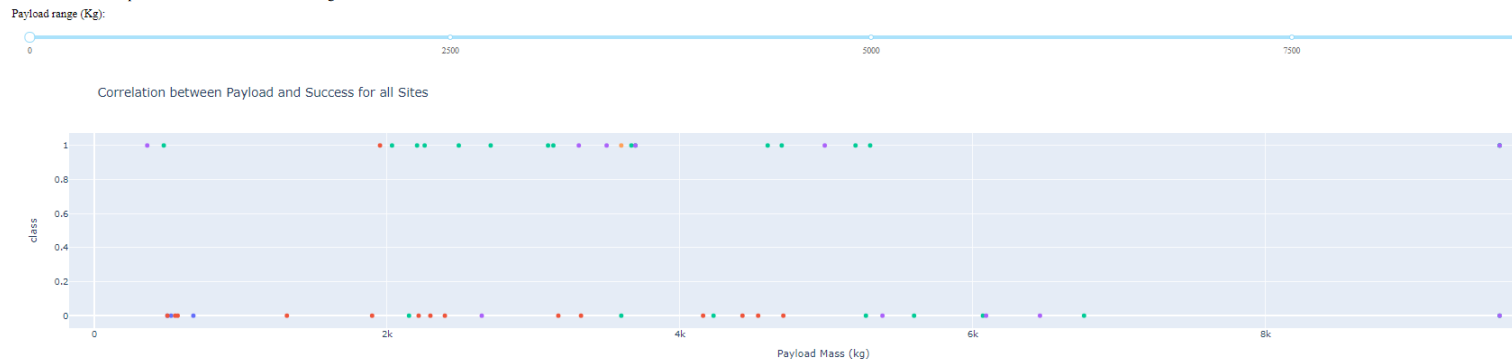 Payload range (Kg):
0 2500 5000 7500
Correlation between Payload and Success for all Sites
1
0.8
0.6
0.4
0.2
0
class
0 2k 4k 6k 8k
Payload Mass (kg)